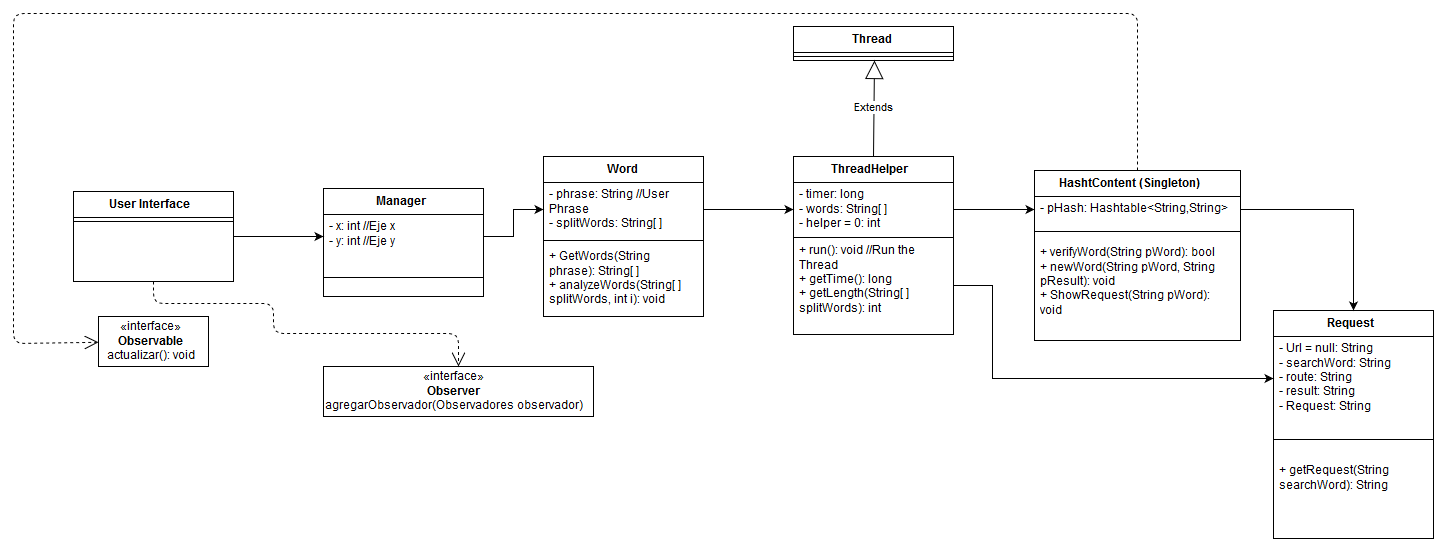 Thread
Extends
User Interface
Manager
- x: int //Eje x
- y: int //Eje y
Word
- phrase: String //User
Phrase
- splitWords: String[ ]
+ GetWords(String
phrase): String[ ]
+ analyzeWords(String[ ]
splitWords, int i): void
ThreadHelper
- timer: long
- words: String[ ]
- helper = 0: int
+ run(): void //Run the
Thread
+ getTime(): long
+ getLength(String[ ]
splitWords): int
HashtContent (Singleton)
- pHash: Hashtable<String,String>
+ verifyWord(String pWord): bool
+ newWord(String pWord, String
pResult): void
+ ShowRequest(String pWord):
void
«interface»
Observable
actualizar(): void
«interface»
Observer
agregarObservador(Observadores observador)
Request
- Url = null: String
- searchWord: String
- route: String
- result: String
- Request: String
+ getRequest(String
searchWord): String